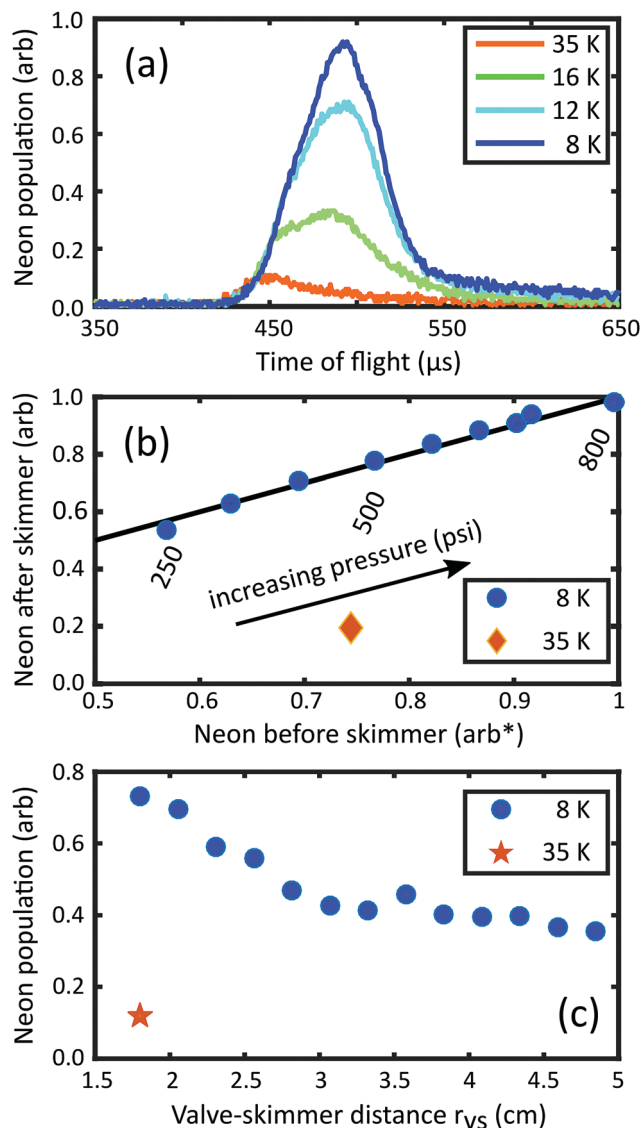 (a)
35 K
16 K
12 K
8 K
Neon population (arb)
1.0
0.8
0.6
0.4
0.2
0.0
350
450
550
650
Time of flight (μs)
(b)
Neon after skimmer (arb)
1.0
0.8
0.6
0.4
0.2
0.0
250
500
800
increasing pressure (psi)
8 K
35 K
0.5
0.6
0.7
0.8
0.9
1
Neon before skimmer (arb*)
Neon population (arb)
0.8
0.6
0.4
0.2
0.0
8 K
35 K
(c)
1.5
2
2.5
3
3.5
4
4.5
5
Valve-skimmer distance rvs (cm)